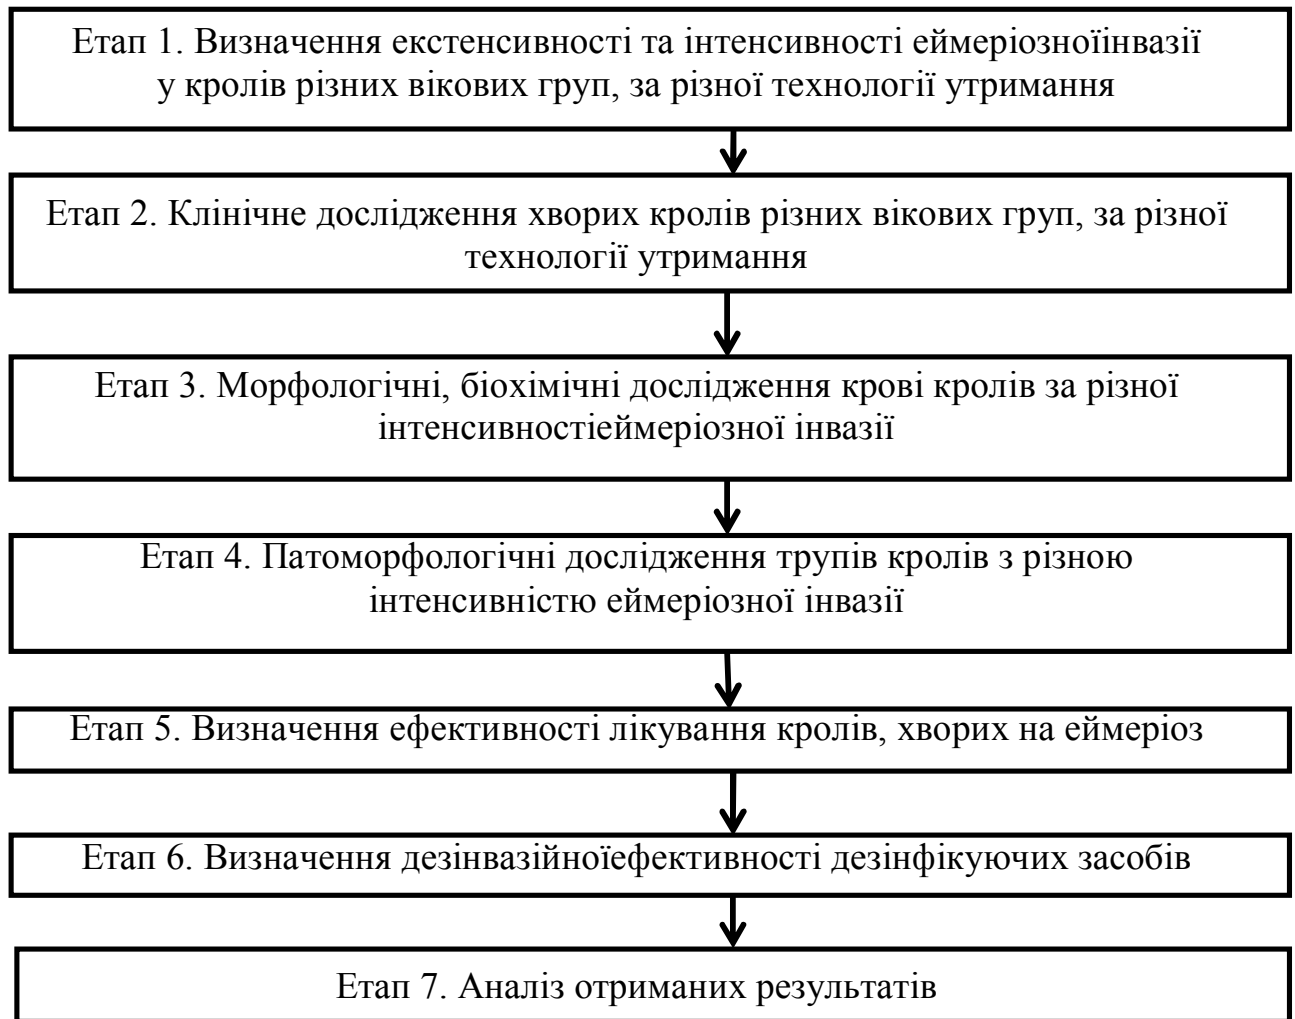 Етап 1. Визначення екстенсивності та інтенсивності еймеріозноїінвазії
у кролів різних вікових груп, за різної технології утримання
Етап 2. Клінічне дослідження хворих кролів різних вікових груп, за різної
технології утримання
Етап 3. Морфологічні, біохімічні дослідження крові кролів за різної
інтенсивностіеймеріозної інвазії
Етап 4. Патоморфологічні дослідження трупів кролів з різною
інтенсивністю еймеріозної інвазії
Етап 5. Визначення ефективності лікування кролів, хворих на еймеріоз
Етап 6. Визначення дезінвазійноїефективності дезінфікуючих засобів
Етап 7. Аналіз отриманих результатів